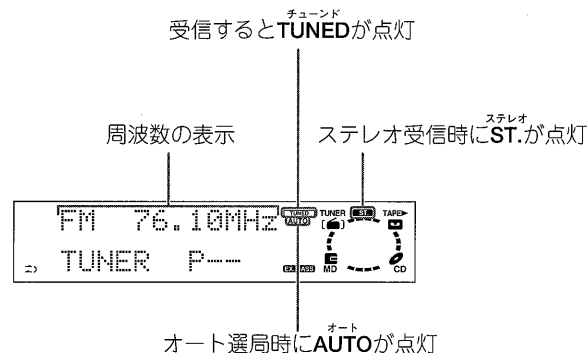 チューンド
受信するとTUNEDが点灯
周波数の表示
ステレオ
ステレオ受信時にST.が点灯
FM 76.10MHz
TUNED
AUTO
TUNER
ST.
TAPE
TUNER P--
EX.BASS
MD
CD
オート
オート選局時にAUTOが点灯